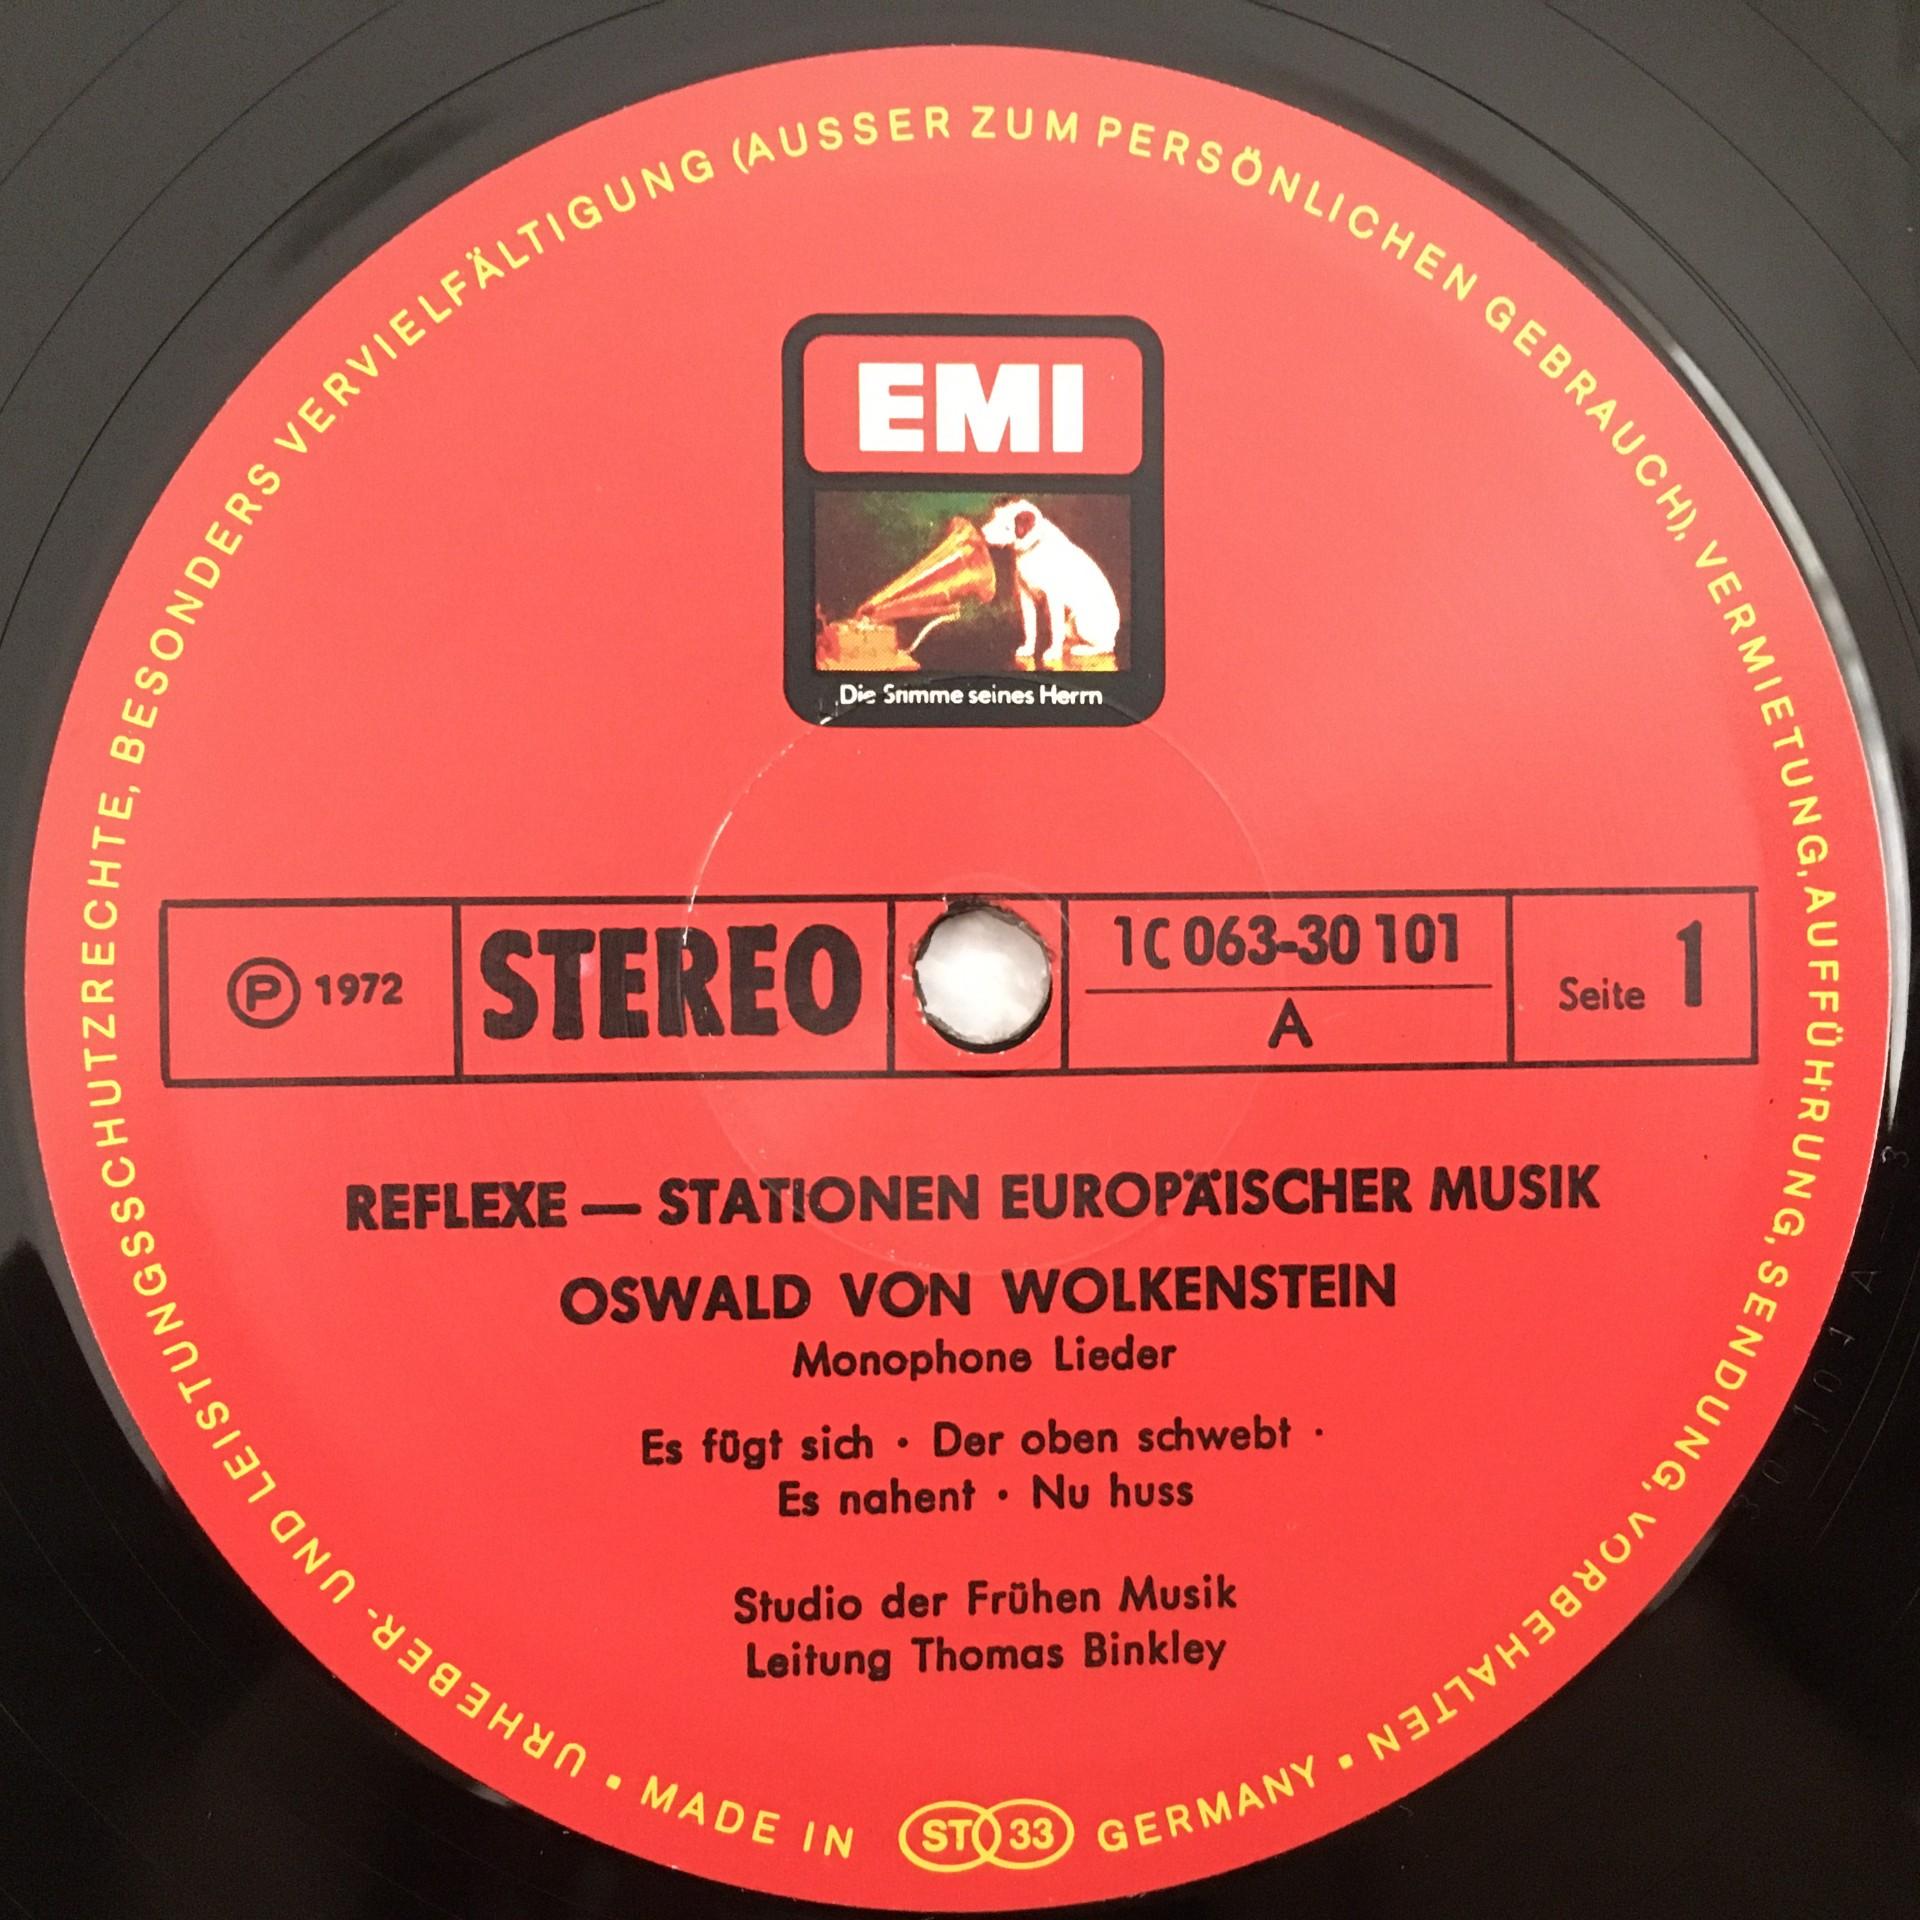 EMI
Die Stimme seines Herrn
Ⓟ 1972
STEREO
1C 063-30 101
A
Seite 1
REFLEXE — STATIONEN EUROPÄISCHER MUSIK
OSWALD VON WOLKENSTEIN
Monophone Lieder
Es fügt sich · Der oben schwebt ·
Es nahent · Nu huss
Studio der Frühen Musik
Leitung Thomas Binkley
URHEBER- UND LEISTUNGSSCHUTZRECHTE, BESONDERS VERVIELFÄLTIGUNG (AUSSER ZUM PERSÖNLICHEN GEBRAUCH), VERMIETUNG, AUFFÜHRUNG, SENDUNG, VORBEHALTEN •
MADE IN ST 33 GERMANY •